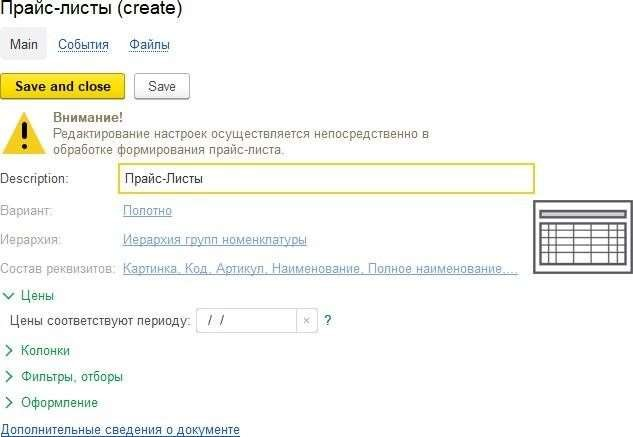 Прайс-листы (create)
Main События Файлы
Save and close Save
Внимание!
Редактирование настроек осуществляется непосредственно в
обработке формирования прайс-листа.
Description: Прайс-Листы
Вариант: Полотно
Иерархия: Иерархия групп номенклатуры
Состав реквизитов: Картинка, Код, Артикул, Наименование, Полное наименование,...
Цены
Цены соответствуют периоду: / / × ?
Колонки
Фильтры, отборы
Оформление
Дополнительные сведения о документе